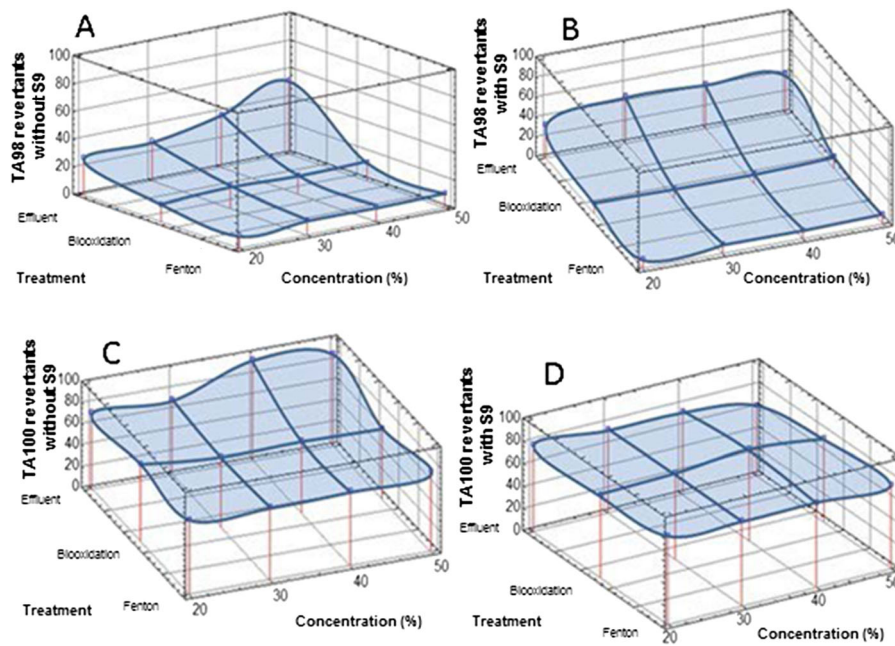 A
TA98 revertants
without S9
100
80
60
40
20
0
Effluent
Biooxidation
Fenton
Treatment
20
30
40
50
Concentration (%)
B
TA98 revertants
with S9
100
80
60
40
20
0
Effluent
Biooxidation
Fenton
Treatment
20
30
40
50
Concentration (%)
C
TA100 revertants
without S9
100
80
60
40
20
0
Effluent
Biooxidation
Fenton
Treatment
20
30
40
50
Concentration (%)
D
TA100 revertants
with S9
100
80
60
40
20
0
Effluent
Biooxidation
Fenton
Treatment
20
30
40
50
Concentration (%)